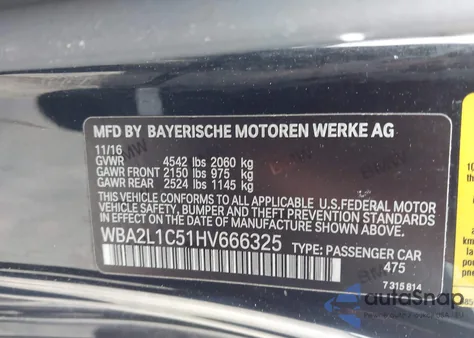 MFD BY BAYERISCHE MOTOREN WERKE AG
11/16
GVWR 4542 lbs 2060 kg
GAWR FRONT 2150 lbs 975 kg
GAWR REAR 2524 lbs 1145 kg
THIS VEHICLE CONFORMS TO ALL APPLICABLE U.S.FEDERAL MOTOR
VEHICLE SAFETY, BUMPER, AND THEFT PREVENTION STANDARDS
IN EFFECT ON THE DATE OF MANUFACTURE SHOWN ABOVE.
WBA2L1C51HV666325 TYPE: PASSENGER CAR
475
7 315 814
autoSnap